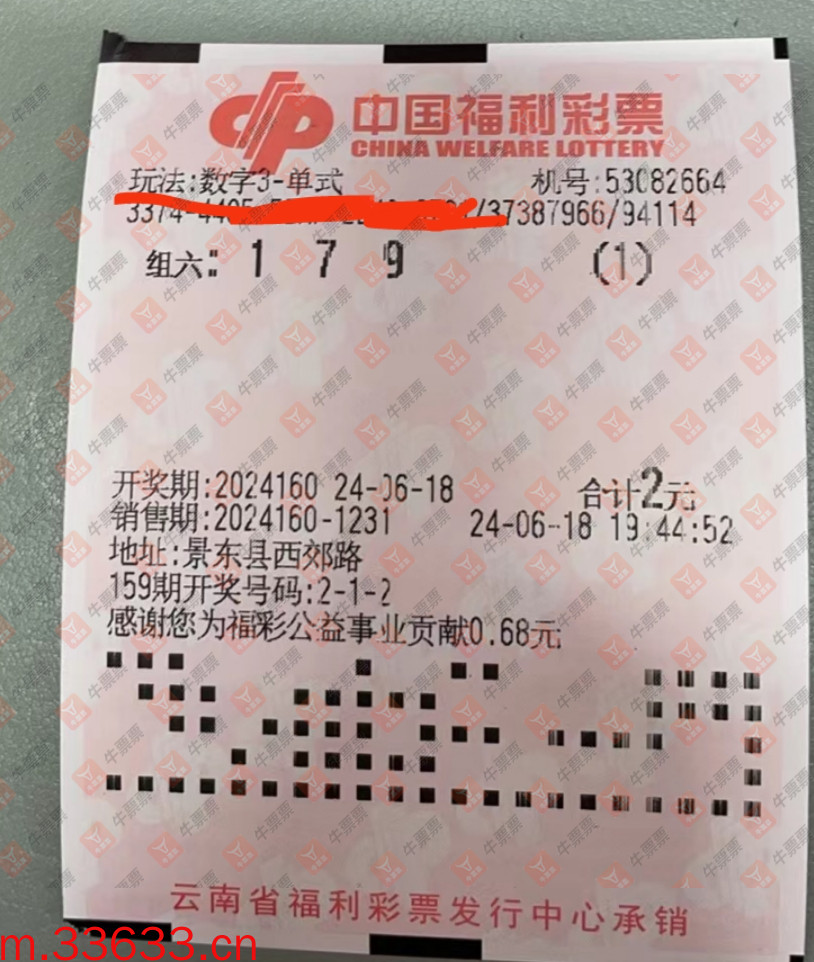 中国福利彩票
CHINA WELFARE LOTTERY
玩法:数字3-单式 机号:53082664
/37387966/94114
组六: 1 7 9 (1)
开奖期:2024160 24-06-18 合计2元
销售期:2024160-1231 24-06-18 19:44:52
地址:景东县西郊路
159期开奖号码:2-1-2
感谢您为福彩公益事业贡献0.68元
云南省福利彩票发行中心承销
m.33633.cn
牛票票